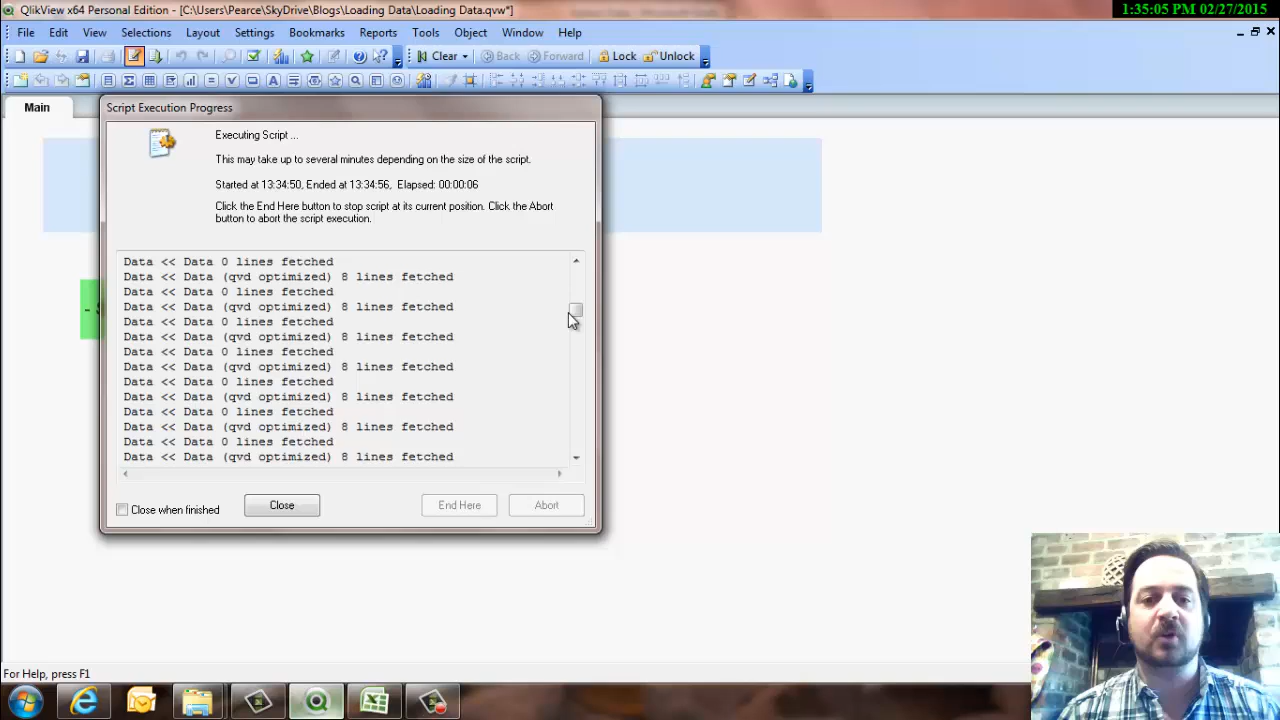 QlikView x64 Personal Edition - [C:\Users\Pearce\SkyDrive\Blogs\Loading Data\Loading Data.qvw*]
1:35:05 PM 02/27/2015
File Edit View Selections Layout Settings Bookmarks Reports Tools Object Window Help
Clear Back Forward Lock Unlock
Main
Script Execution Progress
Executing Script ...
This may take up to several minutes depending on the size of the script.
Started at 13:34:50, Ended at 13:34:56, Elapsed: 00:00:06
Click the End Here button to stop script at its current position. Click the Abort
button to abort the script execution.
Data << Data 0 lines fetched
Data << Data (qvd optimized) 8 lines fetched
Data << Data 0 lines fetched
Data << Data (qvd optimized) 8 lines fetched
Data << Data 0 lines fetched
Data << Data (qvd optimized) 8 lines fetched
Data << Data 0 lines fetched
Data << Data (qvd optimized) 8 lines fetched
Data << Data 0 lines fetched
Data << Data (qvd optimized) 8 lines fetched
Data << Data 0 lines fetched
Data << Data (qvd optimized) 8 lines fetched
Data << Data 0 lines fetched
Data << Data (qvd optimized) 8 lines fetched
Close when finished
Close
End Here
Abort
For Help, press F1